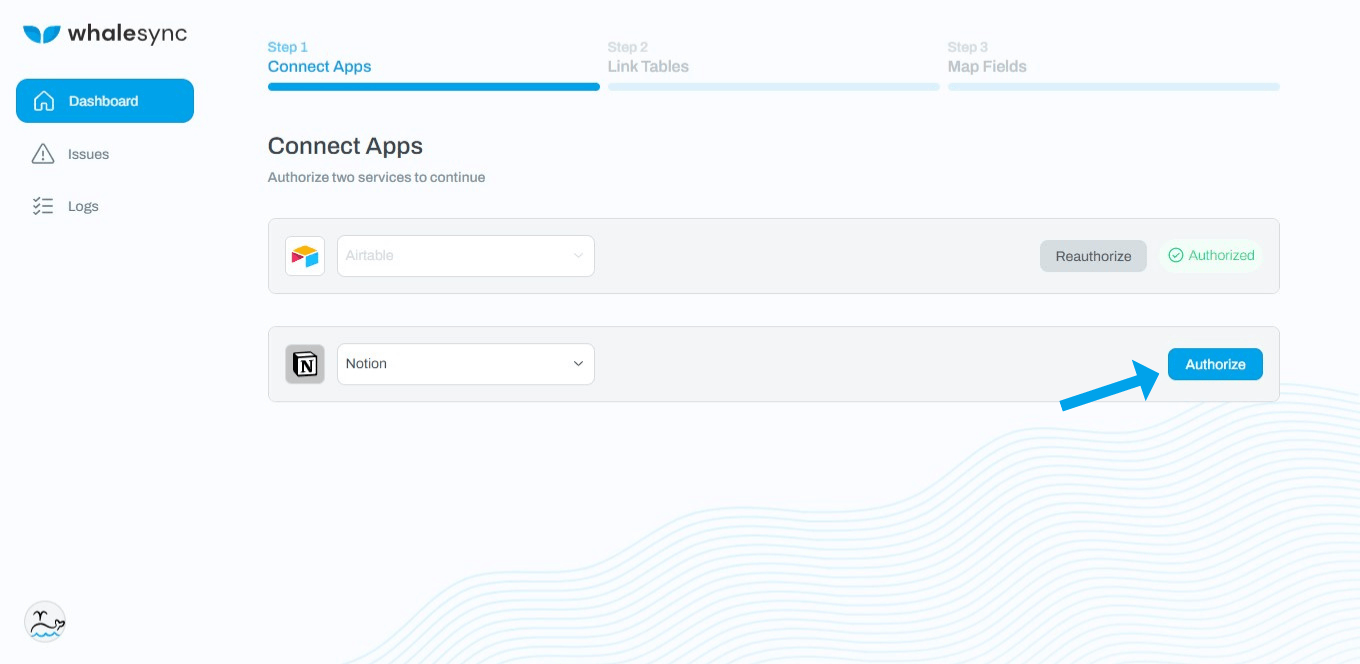 whalesync
Dashboard
Issues
Logs
Step 1
Connect Apps
Step 2
Link Tables
Step 3
Map Fields
Connect Apps
Authorize two services to continue
Airtable
Reauthorize
Authorized
N
Notion
Authorize